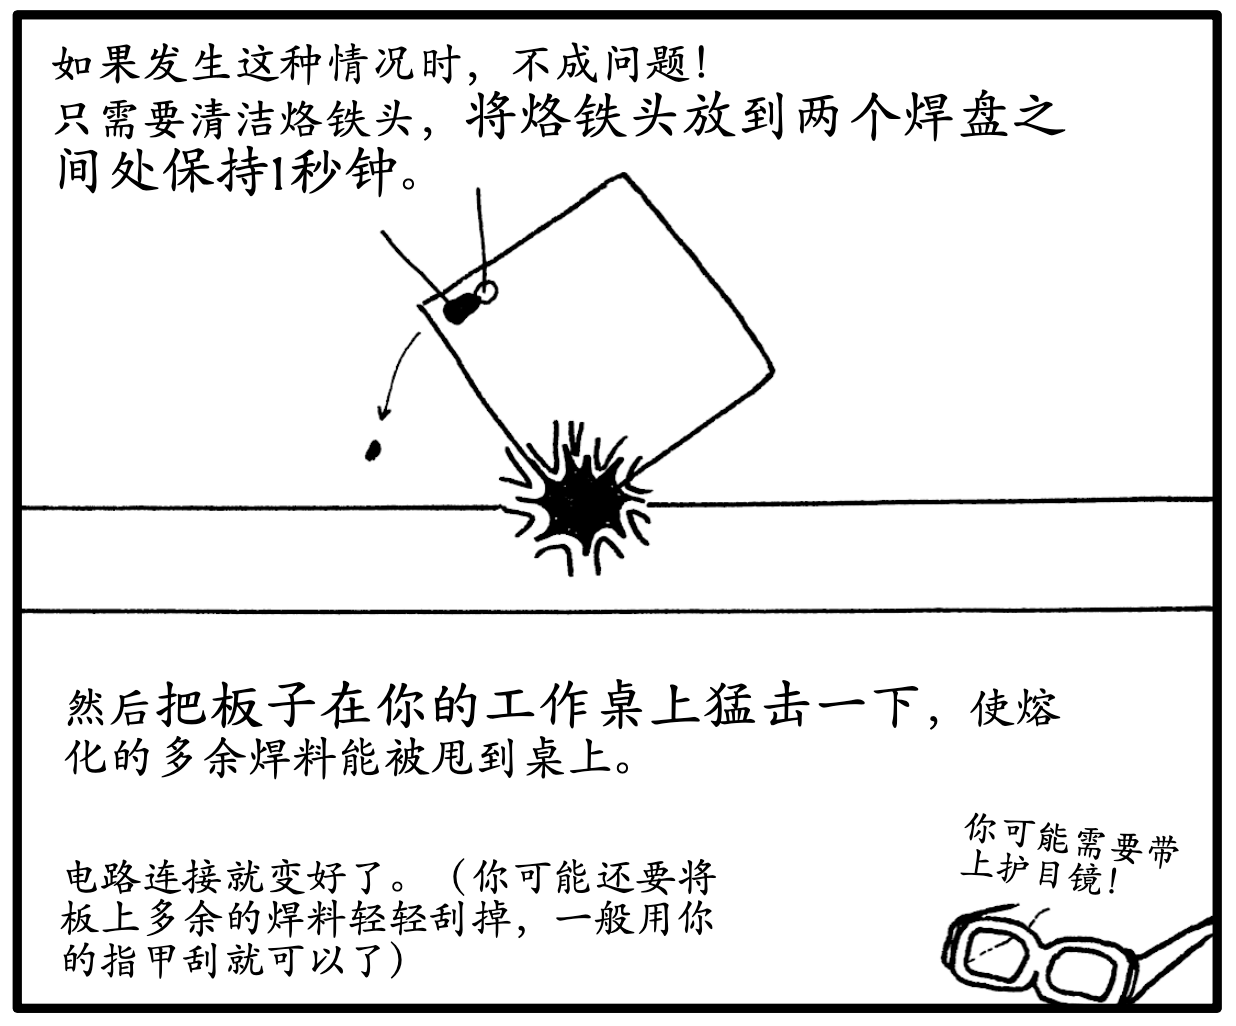 如果发生这种情况时，不成问题！
只需要清洁烙铁头，将烙铁头放到两个焊盘之
间处保持1秒钟。
然后把板子在你的工作桌上猛击一下，使熔
化的多余焊料能被甩到桌上。
电路连接就变好了。（你可能还要将
板上多余的焊料轻轻刮掉，一般用你
的指甲刮就可以了）
你可能需要带
上护目镜！